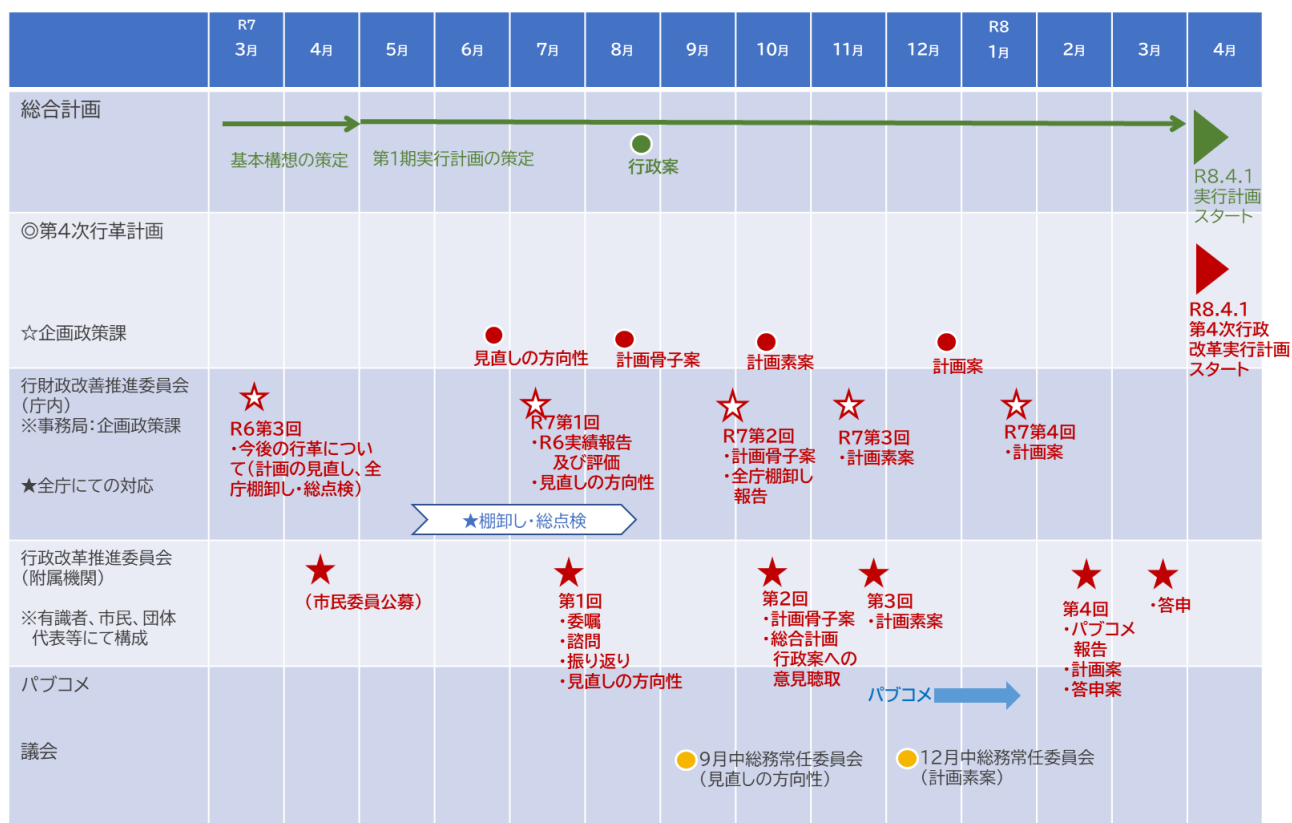 R7
3月
4月
5月
6月
7月
8月
9月
10月
11月
12月
R8
1月
2月
3月
4月
総合計画
基本構想の策定
第1期実行計画の策定
行政案
R8.4.1
実行計画
スタート
◎第4次行革計画
☆企画政策課
見直しの方向性
計画骨子案
計画素案
計画案
R8.4.1
第4次行政
改革実行計画
スタート
行財政改善推進委員会
(庁内)
※事務局:企画政策課
★全庁にての対応
R6第3回
・今後の行革につい
て(計画の見直し、全
庁棚卸し・総点検)
R7第1回
・R6実績報告
及び評価
・見直しの方向性
R7第2回
・計画骨子案
・全庁棚卸し
報告
R7第3回
・計画素案
R7第4回
・計画案
★棚卸し・総点検
行政改革推進委員会
(附属機関)
※有識者、市民、団体
代表等にて構成
(市民委員公募)
第1回
・委嘱
・諮問
・振り返り
・見直しの方向性
第2回
・計画骨子案
・総合計画
行政案への
意見聴取
第3回
・計画素案
第4回
・パブコメ
報告
・計画案
・答申案
・答申
パブコメ
パブコメ
議会
9月中総務常任委員会
(見直しの方向性)
12月中総務常任委員会
(計画素案)